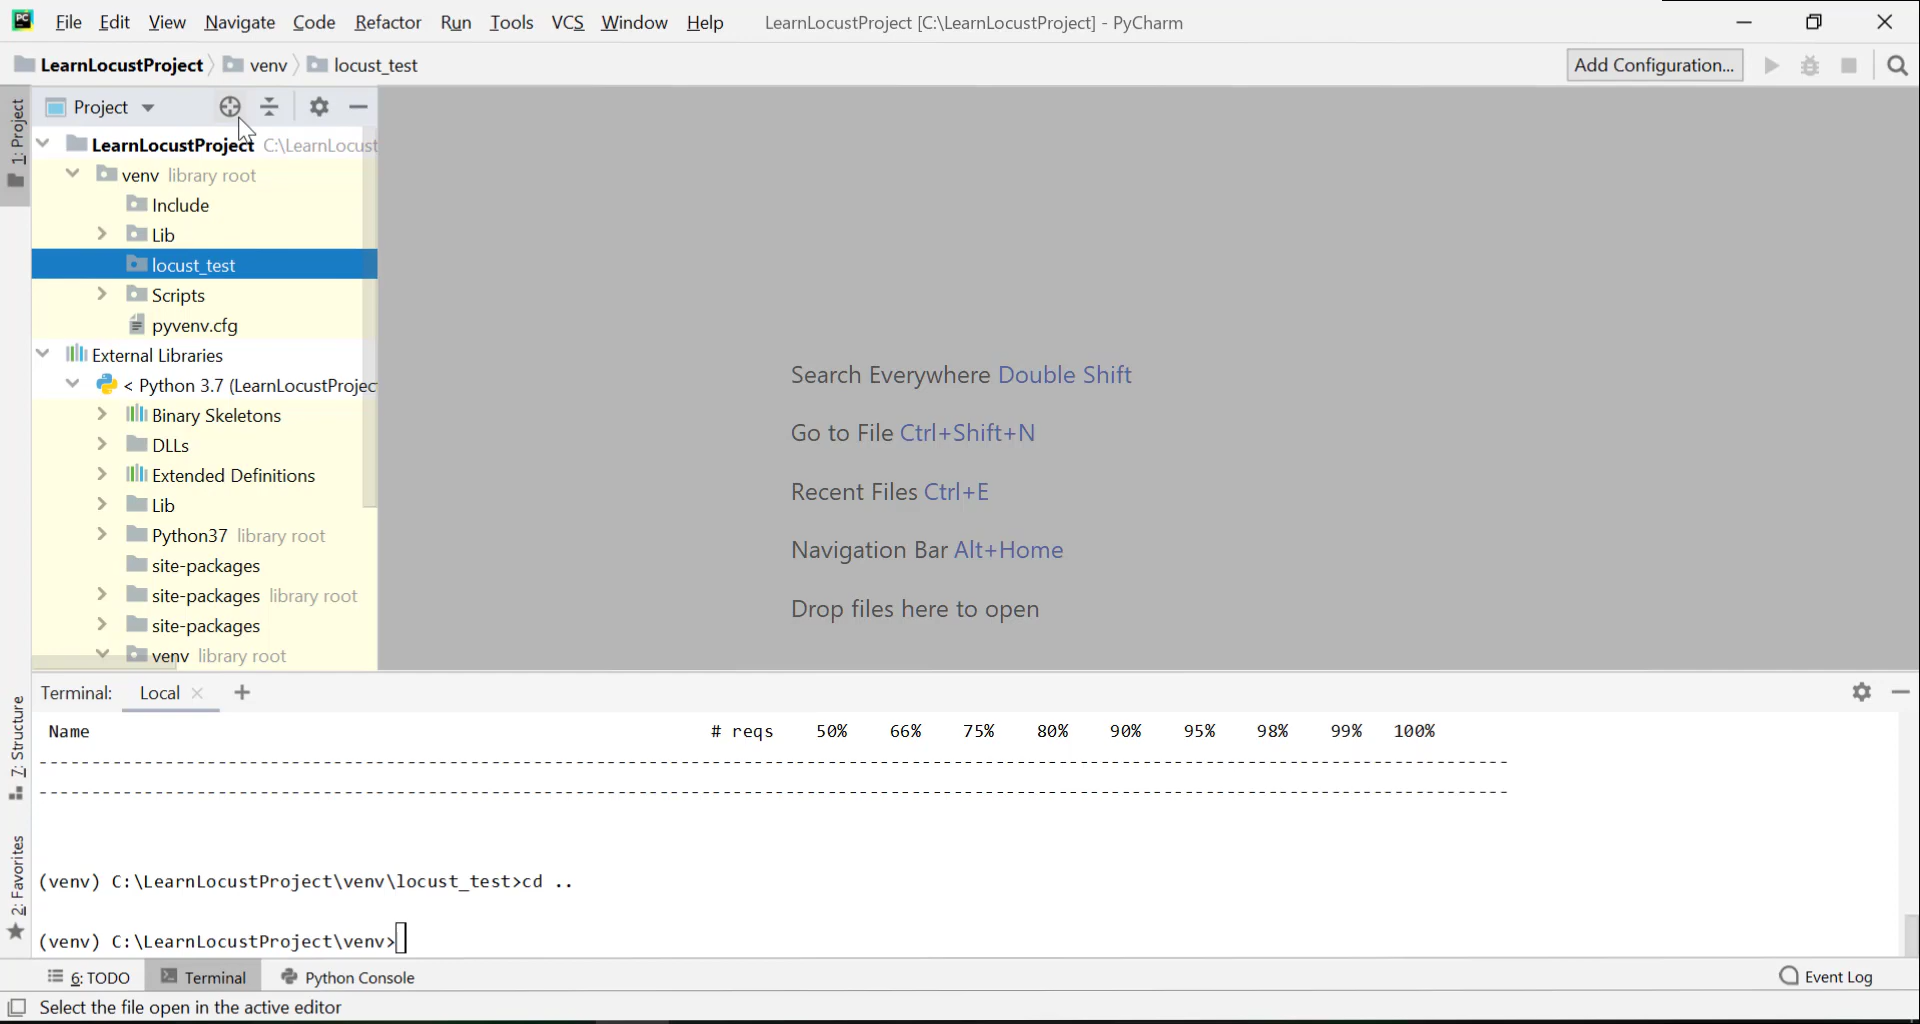 PC File Edit View Navigate Code Refactor Run Tools VCS Window Help LearnLocustProject [C:\LearnLocustProject] - PyCharm
LearnLocustProject venv locust_test Add Configuration...
1: Project
Project
LearnLocustProject C:\LearnLocust
venv library root
Include
Lib
locust_test
Scripts
pyvenv.cfg
External Libraries
< Python 3.7 (LearnLocustProjec
Binary Skeletons
DLLs
Extended Definitions
Lib
Python37 library root
site-packages
site-packages library root
site-packages
venv library root
Search Everywhere Double Shift
Go to File Ctrl+Shift+N
Recent Files Ctrl+E
Navigation Bar Alt+Home
Drop files here to open
7: Structure
2: Favorites
Terminal: Local
Name # reqs 50% 66% 75% 80% 90% 95% 98% 99% 100%
--------------------------------------------------------------------------------------------------------------------------------------------
--------------------------------------------------------------------------------------------------------------------------------------------
(venv) C:\LearnLocustProject\venv\locust_test>cd ..
(venv) C:\LearnLocustProject\venv>
6: TODO Terminal Python Console Event Log
Select the file open in the active editor